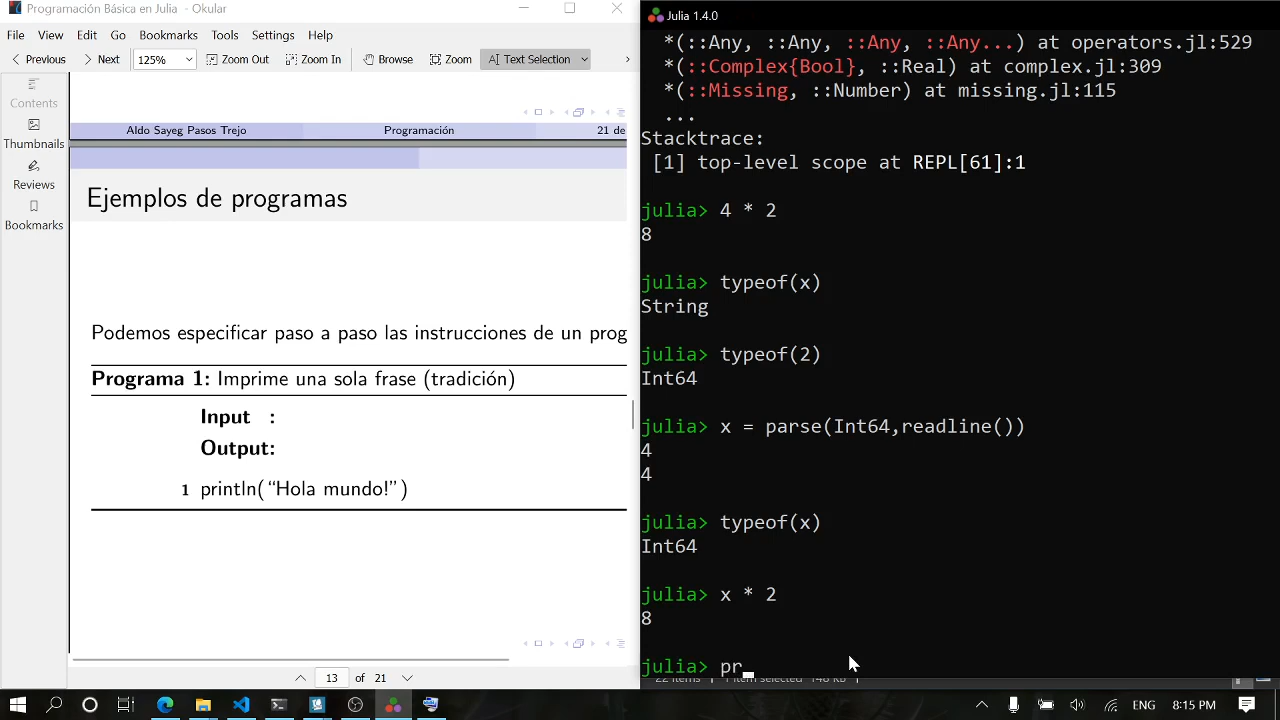 Programación Básica en Julia - Okular
File View Edit Go Bookmarks Tools Settings Help
Previous Next 125% Zoom Out Zoom In Browse Zoom Text Selection
Contents
Thumbnails
Reviews
Bookmarks
Aldo Sayeg Pasos Trejo Programación 21 de
Ejemplos de programas
Podemos especificar paso a paso las instrucciones de un prog
Programa 1: Imprime una sola frase (tradición)
Input :
Output:
1 println(“Hola mundo!”)
13 of 21
Julia 1.4.0
*(::Any, ::Any, ::Any, ::Any...) at operators.jl:529
*(::Complex{Bool}, ::Real) at complex.jl:309
*(::Missing, ::Number) at missing.jl:115
...
Stacktrace:
[1] top-level scope at REPL[61]:1
julia> 4 * 2
8
julia> typeof(x)
String
julia> typeof(2)
Int64
julia> x = parse(Int64,readline())
4
4
julia> typeof(x)
Int64
julia> x * 2
8
julia> pr
ENG 8:15 PM